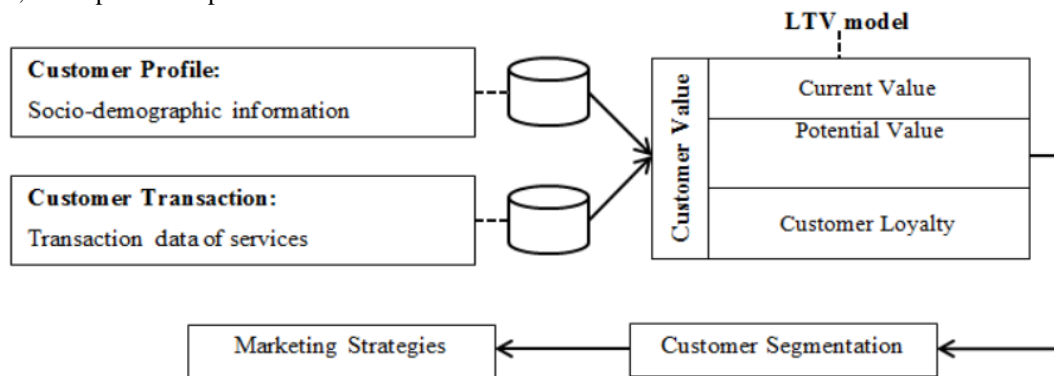 LTV model
Customer Profile:
Socio-demographic information
Customer Transaction:
Transaction data of services
Customer Value
Current Value
Potential Value
Customer Loyalty
Marketing Strategies
Customer Segmentation